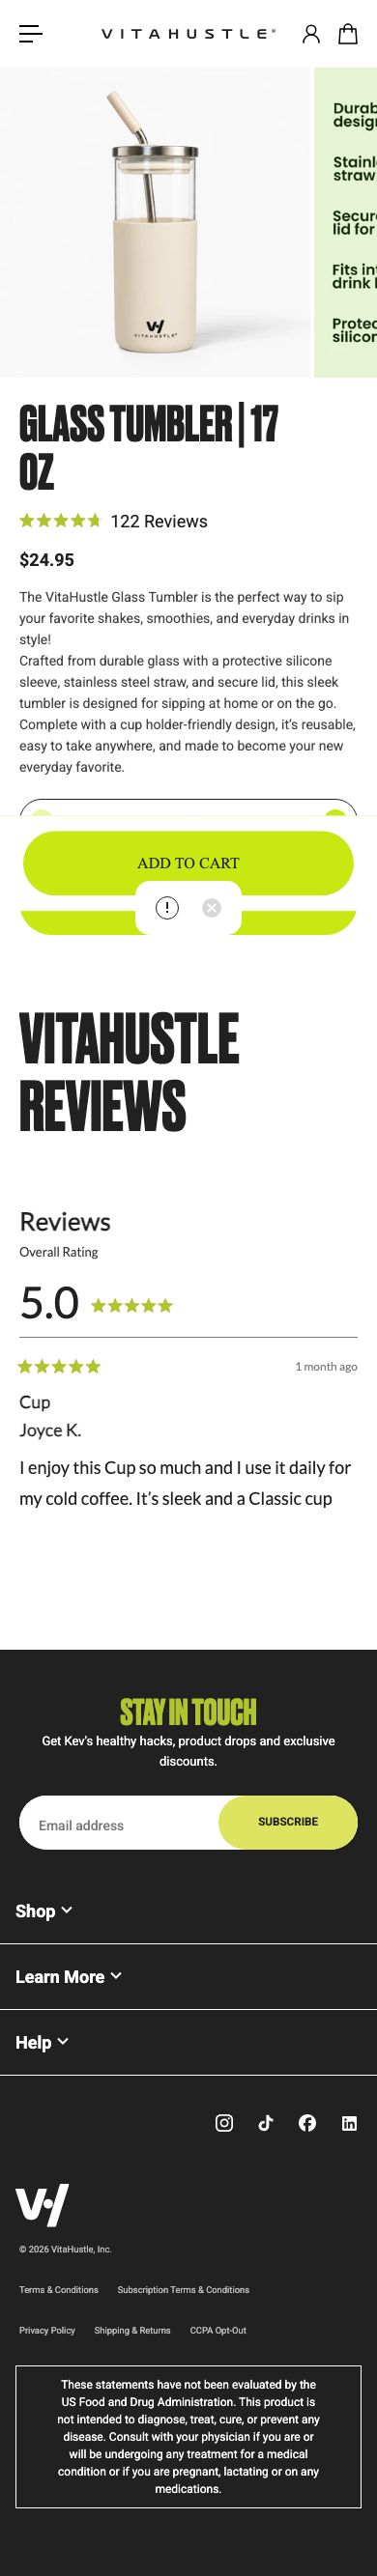 VITAHUSTLE®
VITAHUSTLE
GLASS TUMBLER | 17
OZ
122 Reviews
$24.95
The VitaHustle Glass Tumbler is the perfect way to sip
your favorite shakes, smoothies, and everyday drinks in
style!
Crafted from durable glass with a protective silicone
sleeve, stainless steel straw, and secure lid, this sleek
tumbler is designed for sipping at home or on the go.
Complete with a cup holder-friendly design, it’s reusable,
easy to take anywhere, and made to become your new
everyday favorite.
ADD TO CART
VITAHUSTLE
REVIEWS
Reviews
Overall Rating
5.0
1 month ago
Cup
Joyce K.
I enjoy this Cup so much and I use it daily for
my cold coffee. It’s sleek and a Classic cup
STAY IN TOUCH
Get Kev's healthy hacks, product drops and exclusive
discounts.
Email address
SUBSCRIBE
Shop
Learn More
Help
© 2026 VitaHustle, Inc.
Terms & Conditions Subscription Terms & Conditions
Privacy Policy Shipping & Returns CCPA Opt-Out
These statements have not been evaluated by the
US Food and Drug Administration. This product is
not intended to diagnose, treat, cure, or prevent any
disease. Consult with your physician if you are or
will be undergoing any treatment for a medical
condition or if you are pregnant, lactating or on any
medications.